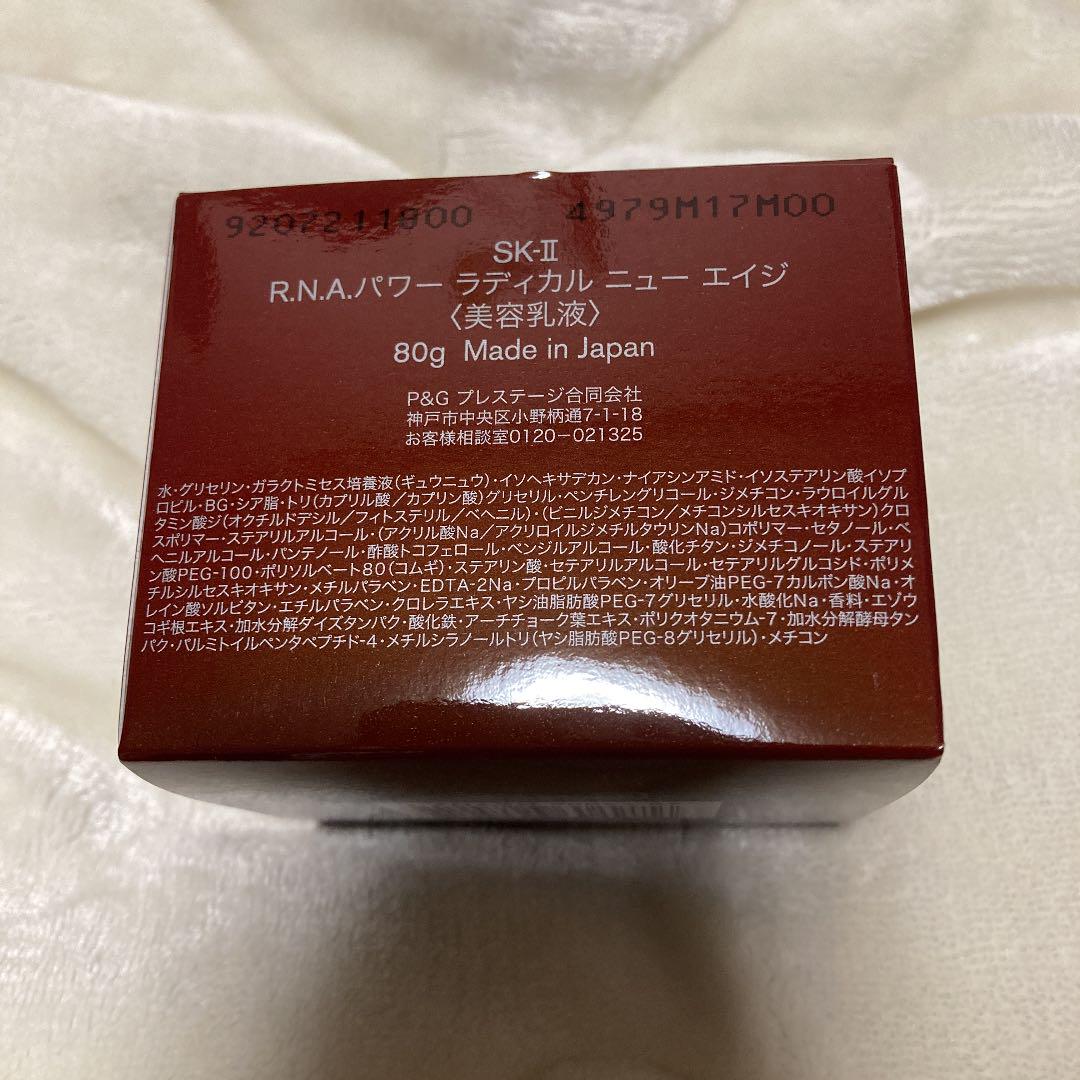 9207211800 4979M17M00
SK-II
R.N.A.パワー ラディカル ニュー エイジ
〈美容乳液〉
80g Made in Japan
P&G プレステージ合同会社
神戸市中央区小野柄通7-1-18
お客様相談室0120-021325
水・グリセリン・ガラクトミセス培養液(ギュウニュウ)・イソヘキサデカン・ナイアシンアミド・イソステアリン酸イソプ
ロピル・BG・シア脂・トリ(カプリル酸/カプリン酸)グリセリル・ペンチレングリコール・ジメチコン・ラウロイルグル
タミン酸ジ(オクチルドデシル/フィトステリル/ベヘニル)・(ビニルジメチコン/メチコンシルセスキオキサン)クロ
スポリマー・ステアリルアルコール・(アクリル酸Na/アクリロイルジメチルタウリンNa)コポリマー・セタノール・ベ
ヘニルアルコール・パンテノール・酢酸トコフェロール・ベンジルアルコール・酸化チタン・ジメチコノール・ステアリ
ン酸PEG-100・ポリソルベート80(コムギ)・ステアリン酸・セテアリルアルコール・セテアリルグルコシド・ポリメ
チルシルセスキオキサン・メチルパラベン・EDTA-2Na・プロピルパラベン・オリーブ油PEG-7カルボン酸Na・オ
レイン酸ソルビタン・エチルパラベン・クロレラエキス・ヤシ油脂肪酸PEG-7グリセリル・水酸化Na・香料・エゾウ
コギ根エキス・加水分解ダイズタンパク・酸化鉄・アーチチョーク葉エキス・ポリクオタニウム-7・加水分解酵母タン
パク・パルミトイルペンタペプチド-4・メチルシラノールトリ(ヤシ脂肪酸PEG-8グリセリル)・メチコン